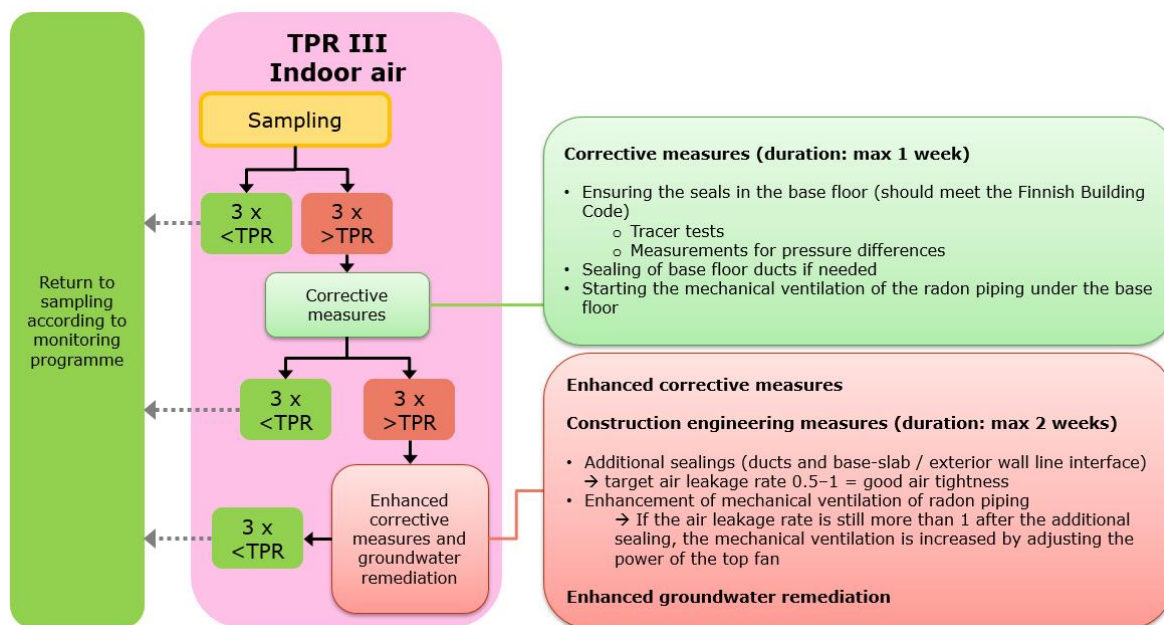 TPR III
Indoor air
Sampling
3 x
<TPR
3 x
>TPR
Corrective
measures
3 x
<TPR
3 x
>TPR
Enhanced
corrective
measures and
groundwater
remediation
3 x
<TPR
Return to
sampling
according to
monitoring
programme
Corrective measures (duration: max 1 week)
• Ensuring the seals in the base floor (should meet the Finnish Building
Code)
o Tracer tests
o Measurements for pressure differences
• Sealing of base floor ducts if needed
• Starting the mechanical ventilation of the radon piping under the base
floor
Enhanced corrective measures
Construction engineering measures (duration: max 2 weeks)
• Additional sealings (ducts and base-slab / exterior wall line interface)
→ target air leakage rate 0.5–1 = good air tightness
• Enhancement of mechanical ventilation of radon piping
→ If the air leakage rate is still more than 1 after the additional
sealing, the mechanical ventilation is increased by adjusting the
power of the top fan
Enhanced groundwater remediation